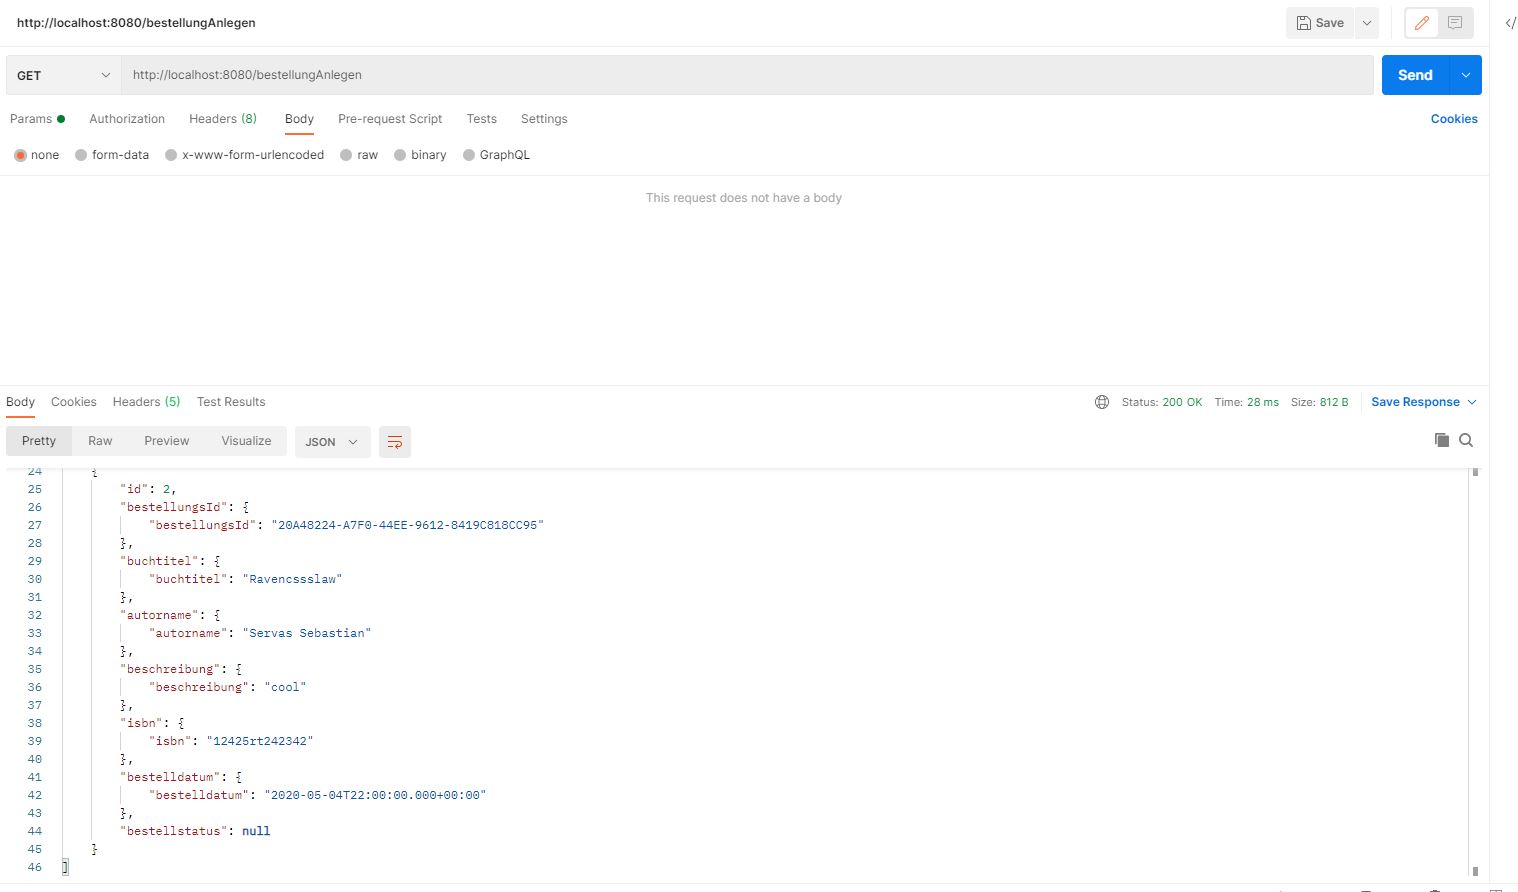 http://localhost:8080/bestellungAnlegen
Save
GET
http://localhost:8080/bestellungAnlegen
Send
Params
Authorization
Headers (8)
Body
Pre-request Script
Tests
Settings
Cookies
none
form-data
x-www-form-urlencoded
raw
binary
GraphQL
This request does not have a body
Body
Cookies
Headers (5)
Test Results
Status: 200 OK
Time: 28 ms
Size: 812 B
Save Response
Pretty
Raw
Preview
Visualize
JSON
24 {
25 "id": 2,
26 "bestellungsId": {
27 "bestellungsId": "20A48224-A7F0-44EE-9612-8419C818CC95"
28 },
29 "buchtitel": {
30 "buchtitel": "Ravencssslaw"
31 },
32 "autorname": {
33 "autorname": "Servas Sebastian"
34 },
35 "beschreibung": {
36 "beschreibung": "cool"
37 },
38 "isbn": {
39 "isbn": "12425rt242342"
40 },
41 "bestelldatum": {
42 "bestelldatum": "2020-05-04T22:00:00.000+00:00"
43 },
44 "bestellstatus": null
45 }
46 ]